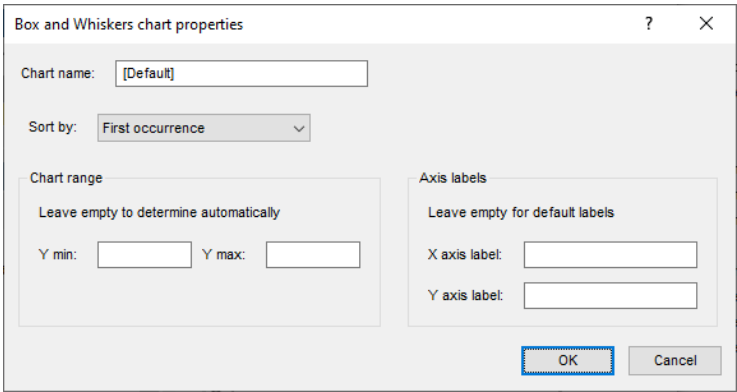 Box and Whiskers chart properties ?
Chart name: [Default]
Sort by: First occurrence
Chart range
Leave empty to determine automatically
Y min: Y max:
Axis labels
Leave empty for default labels
X axis label:
Y axis label:
OK Cancel